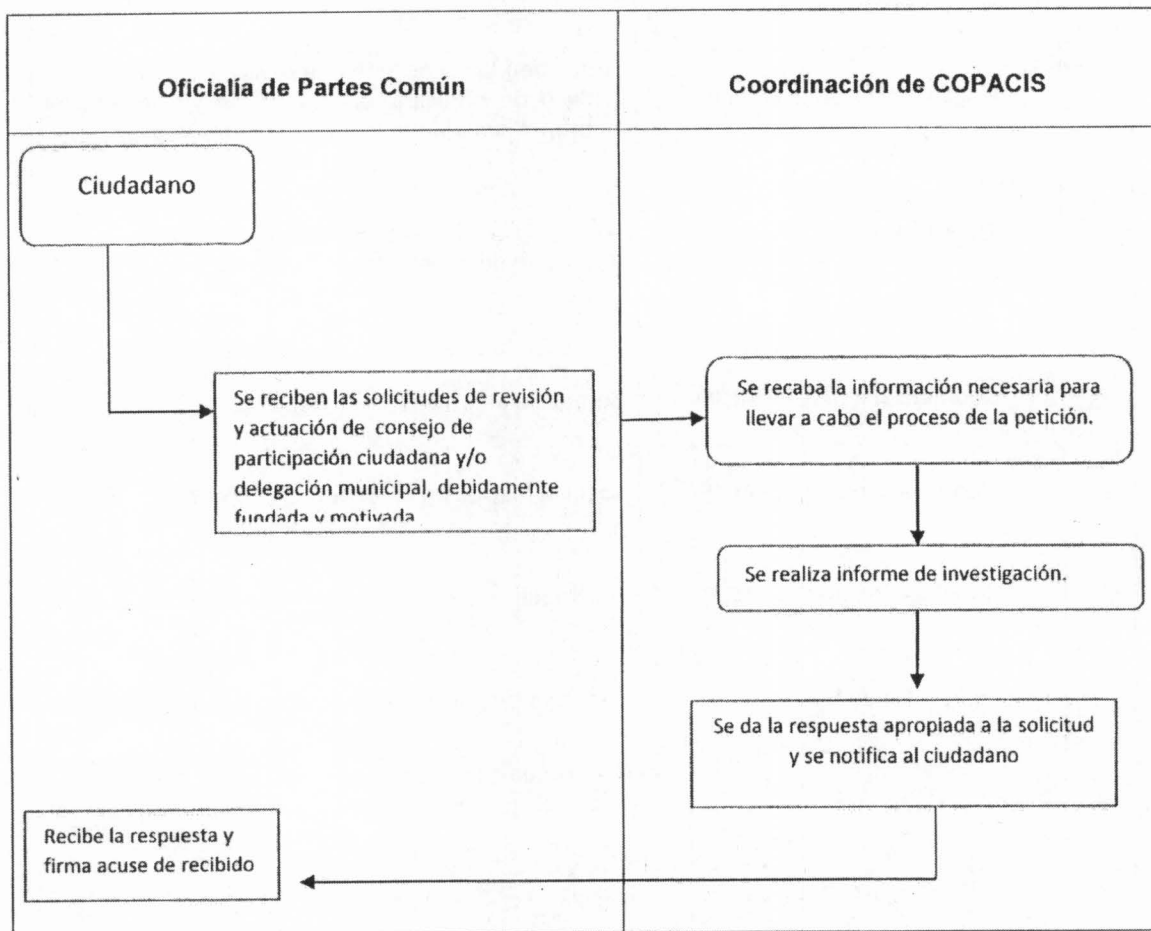 Oficialía de Partes Común
Coordinación de COPACIS
Ciudadano
Se reciben las solicitudes de revisión
y actuación de consejo de
participación ciudadana y/o
delegación municipal, debidamente
fundada y motivada
Se recaba la información necesaria para
llevar a cabo el proceso de la petición.
Se realiza informe de investigación.
Se da la respuesta apropiada a la solicitud
y se notifica al ciudadano
Recibe la respuesta y
firma acuse de recibido